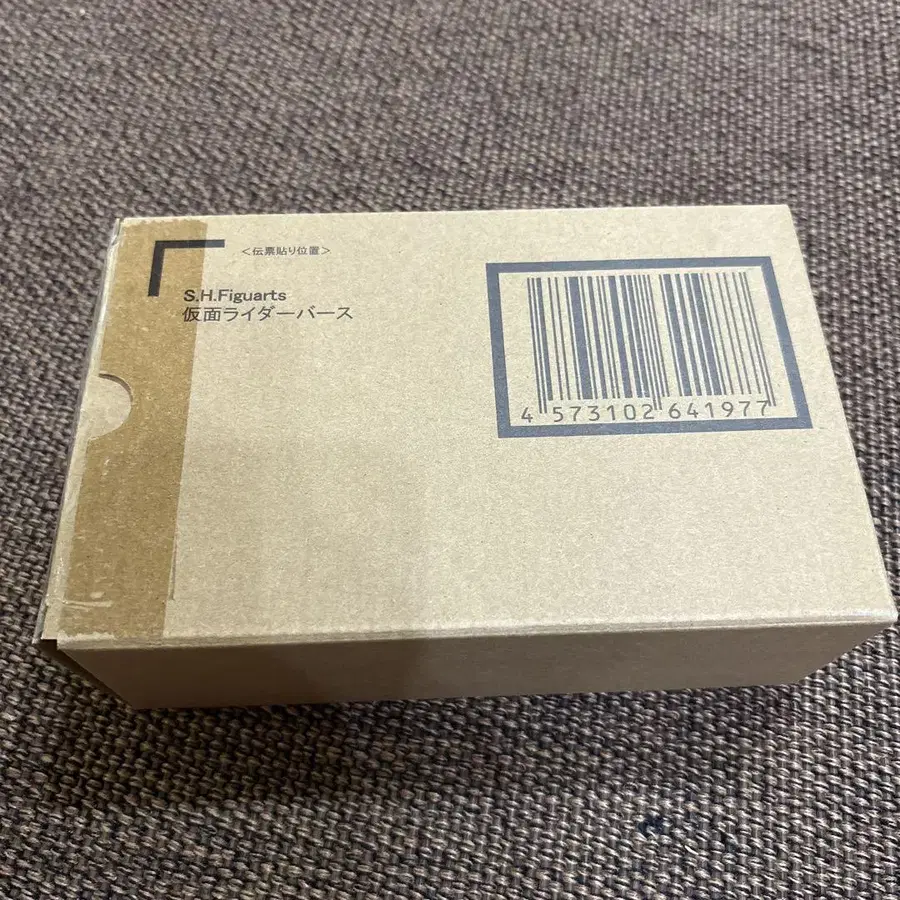 <伝票貼り位置>
S.H.Figuarts
仮面ライダーバース
4 573102 641977